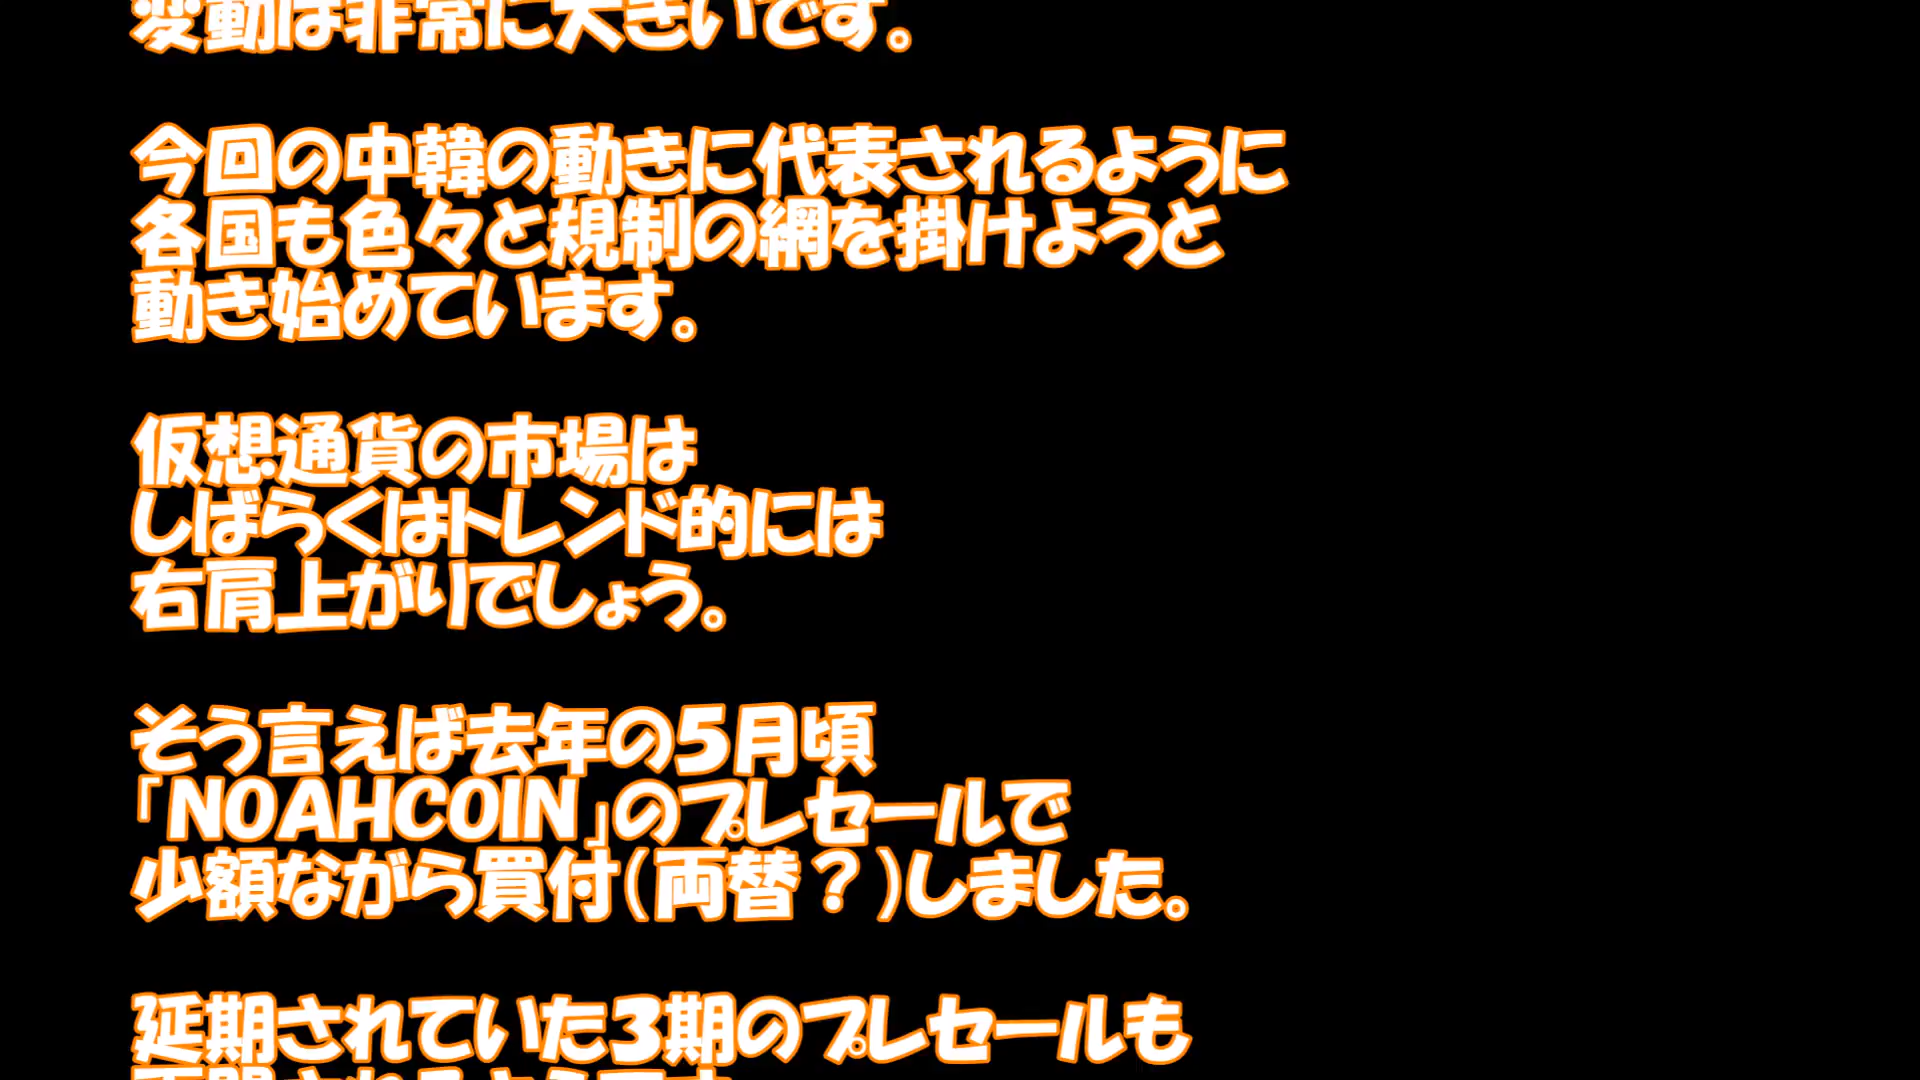 変動は非常に大きいです。
今回の中韓の動きに代表されるように
各国も色々と規制の網を掛けようと
動き始めています。
仮想通貨の市場は
しばらくはトレンド的には
右肩上がりでしょう。
そう言えば去年の5月頃
「NOAHCOIN」のプレセールで
少額ながら買付(両替?)しました。
延期されていた3期のプレセールも